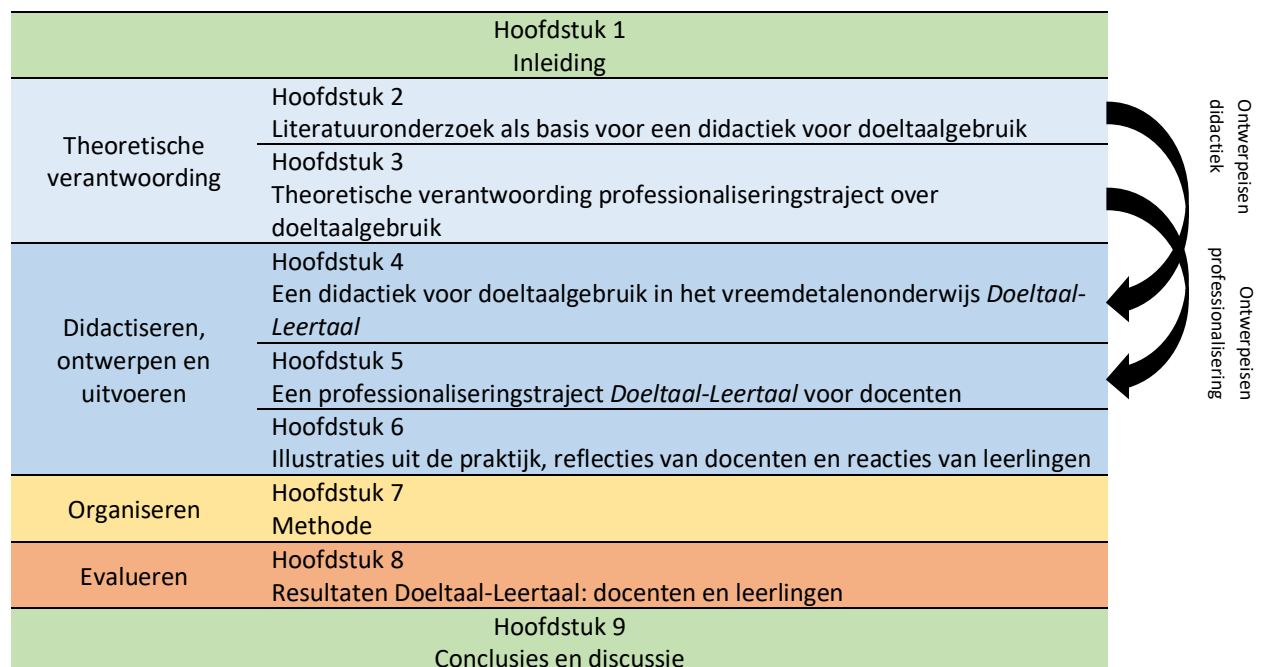 Hoofdstuk 1
Inleiding
Theoretische
verantwoording
Hoofdstuk 2
Literatuuronderzoek als basis voor een didactiek voor doeltaalgebruik
Hoofdstuk 3
Theoretische verantwoording professionaliseringstraject over
doeltaalgebruik
Didactiseren,
ontwerpen en
uitvoeren
Hoofdstuk 4
Een didactiek voor doeltaalgebruik in het vreemdetalenonderwijs Doeltaal-
Leertaal
Hoofdstuk 5
Een professionaliseringstraject Doeltaal-Leertaal voor docenten
Hoofdstuk 6
Illustraties uit de praktijk, reflecties van docenten en reacties van leerlingen
Organiseren
Hoofdstuk 7
Methode
Evalueren
Hoofdstuk 8
Resultaten Doeltaal-Leertaal: docenten en leerlingen
Hoofdstuk 9
Conclusies en discussie
Ontwerpeisen
didactiek
Ontwerpeisen
professionalisering